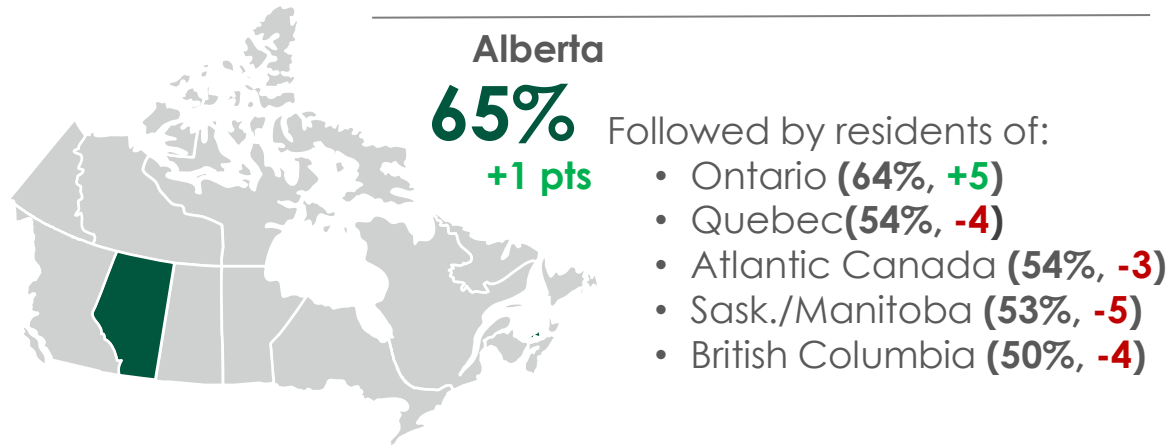 Alberta
65%
+1 pts
Followed by residents of:
• Ontario (64%, +5)
• Quebec(54%, -4)
• Atlantic Canada (54%, -3)
• Sask./Manitoba (53%, -5)
• British Columbia (50%, -4)